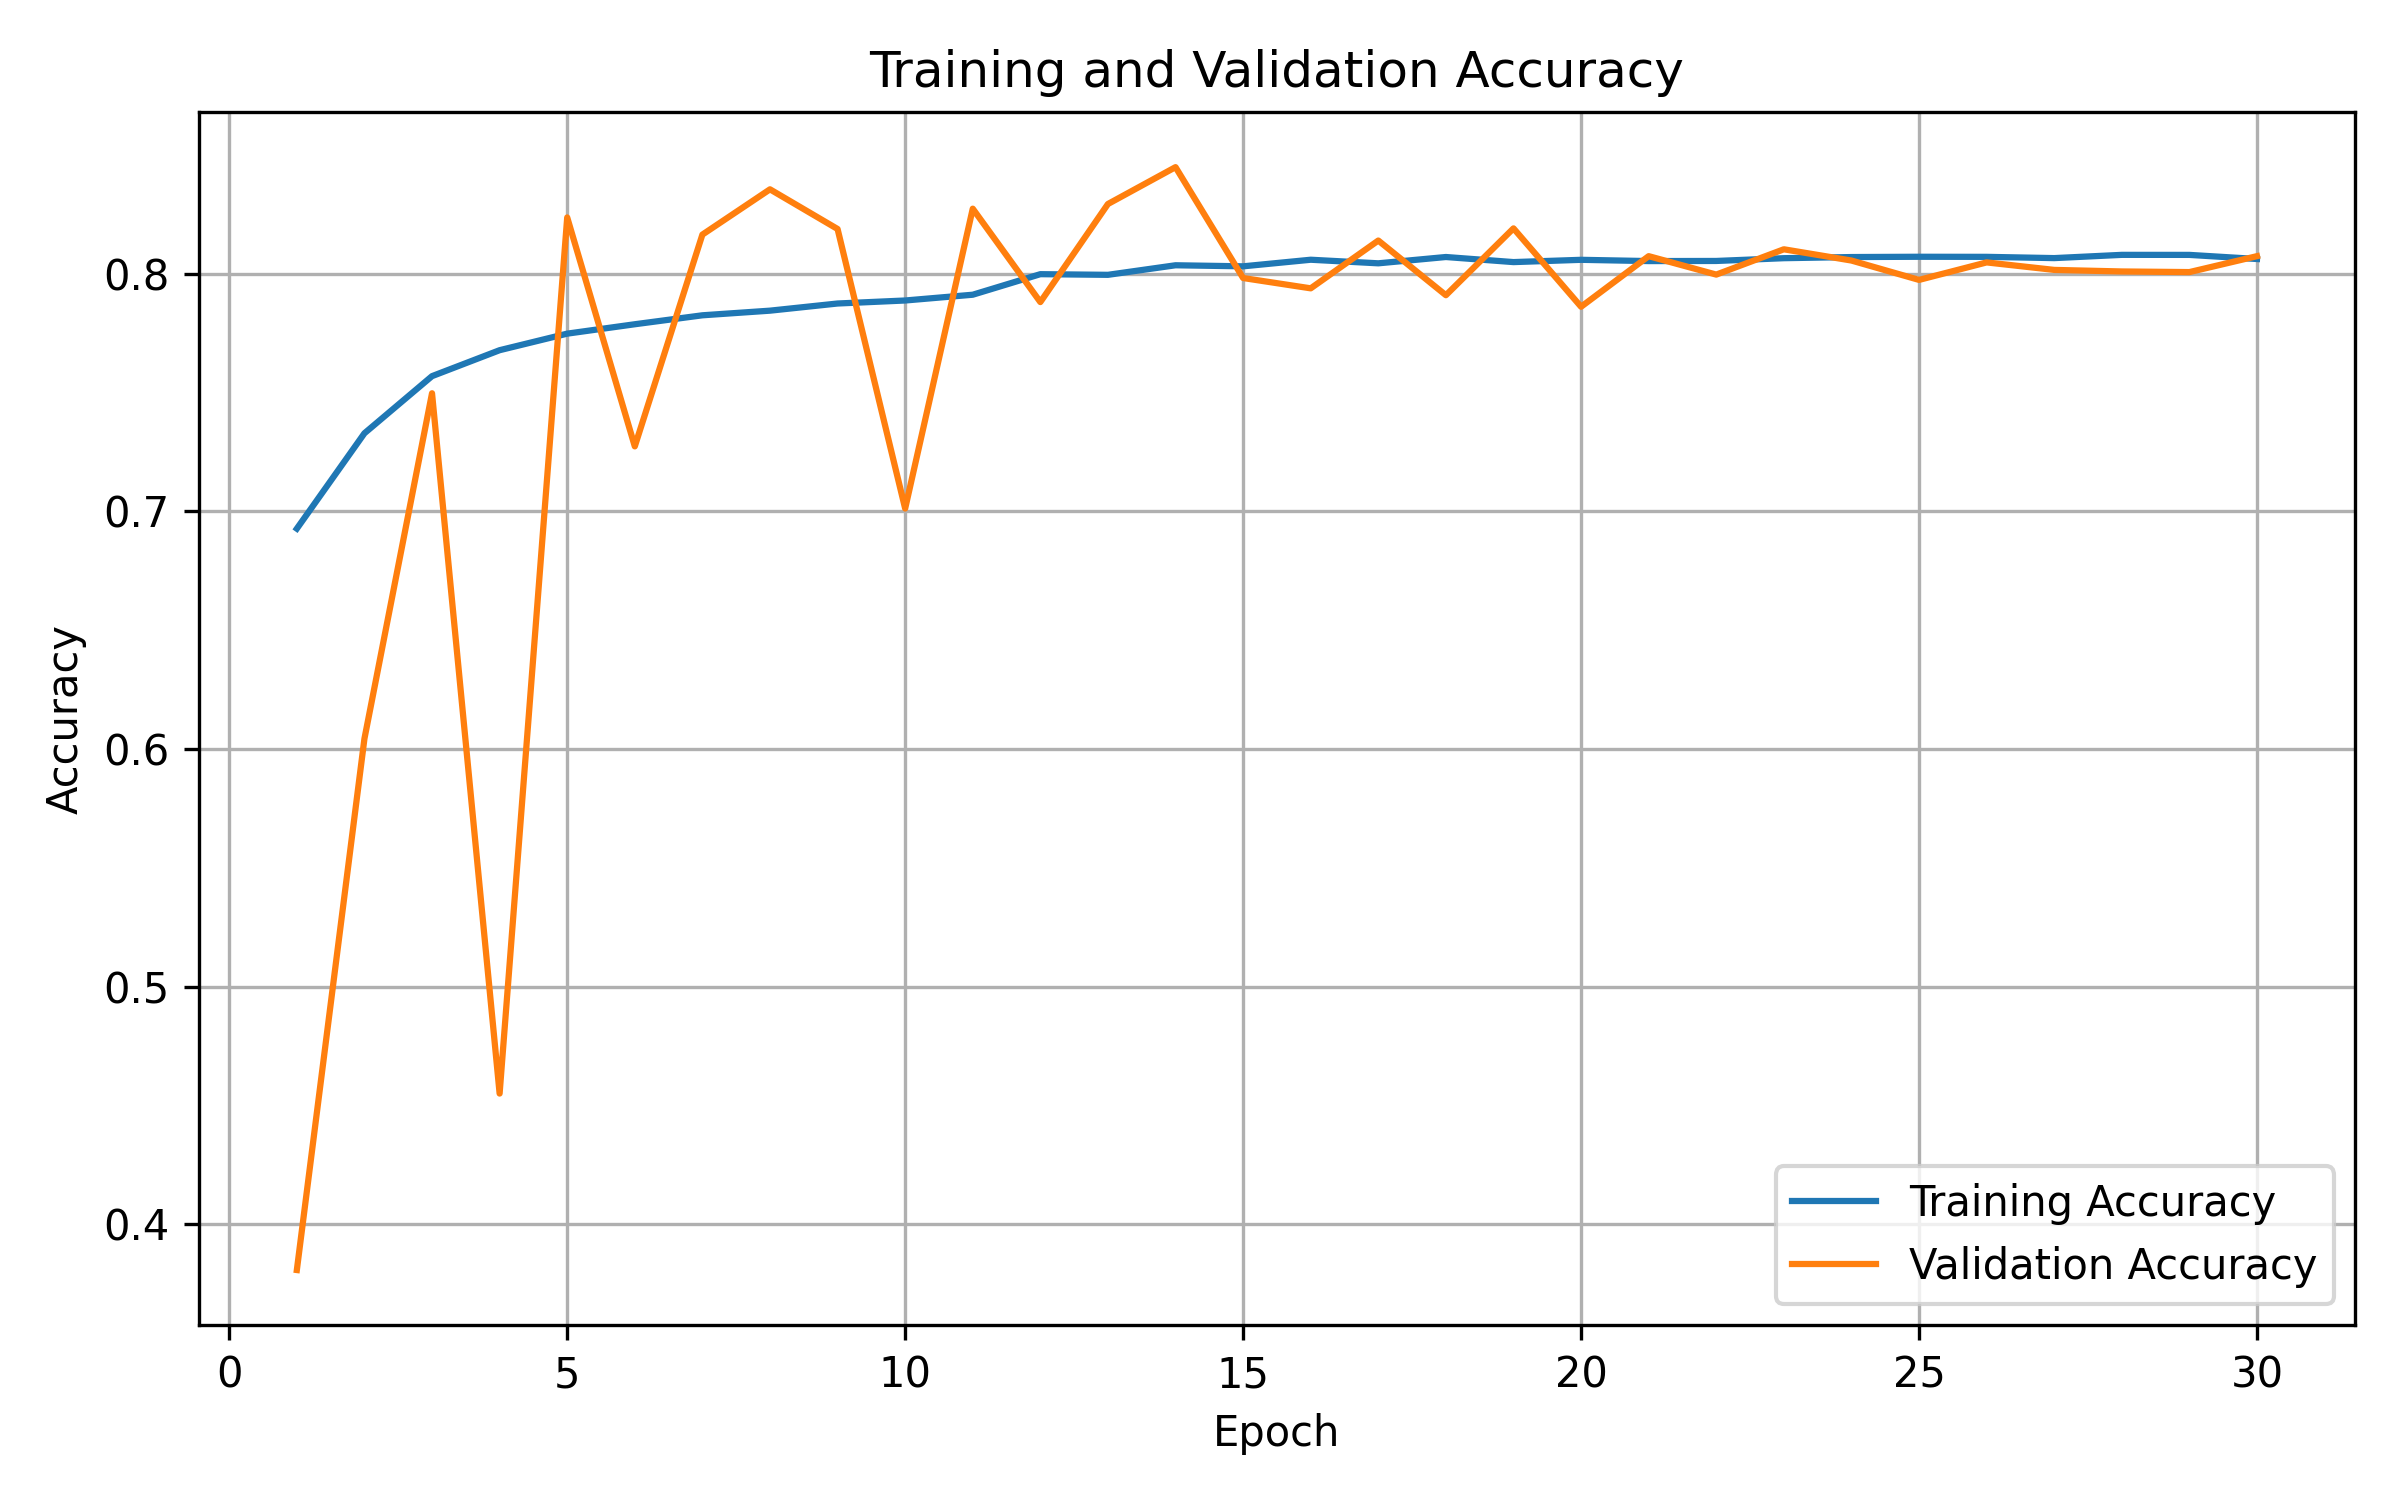 Training and Validation Accuracy
Accuracy
0.8
0.7
0.6
0.5
0.4
Training Accuracy
Validation Accuracy
0 5 10 15 20 25 30
Epoch